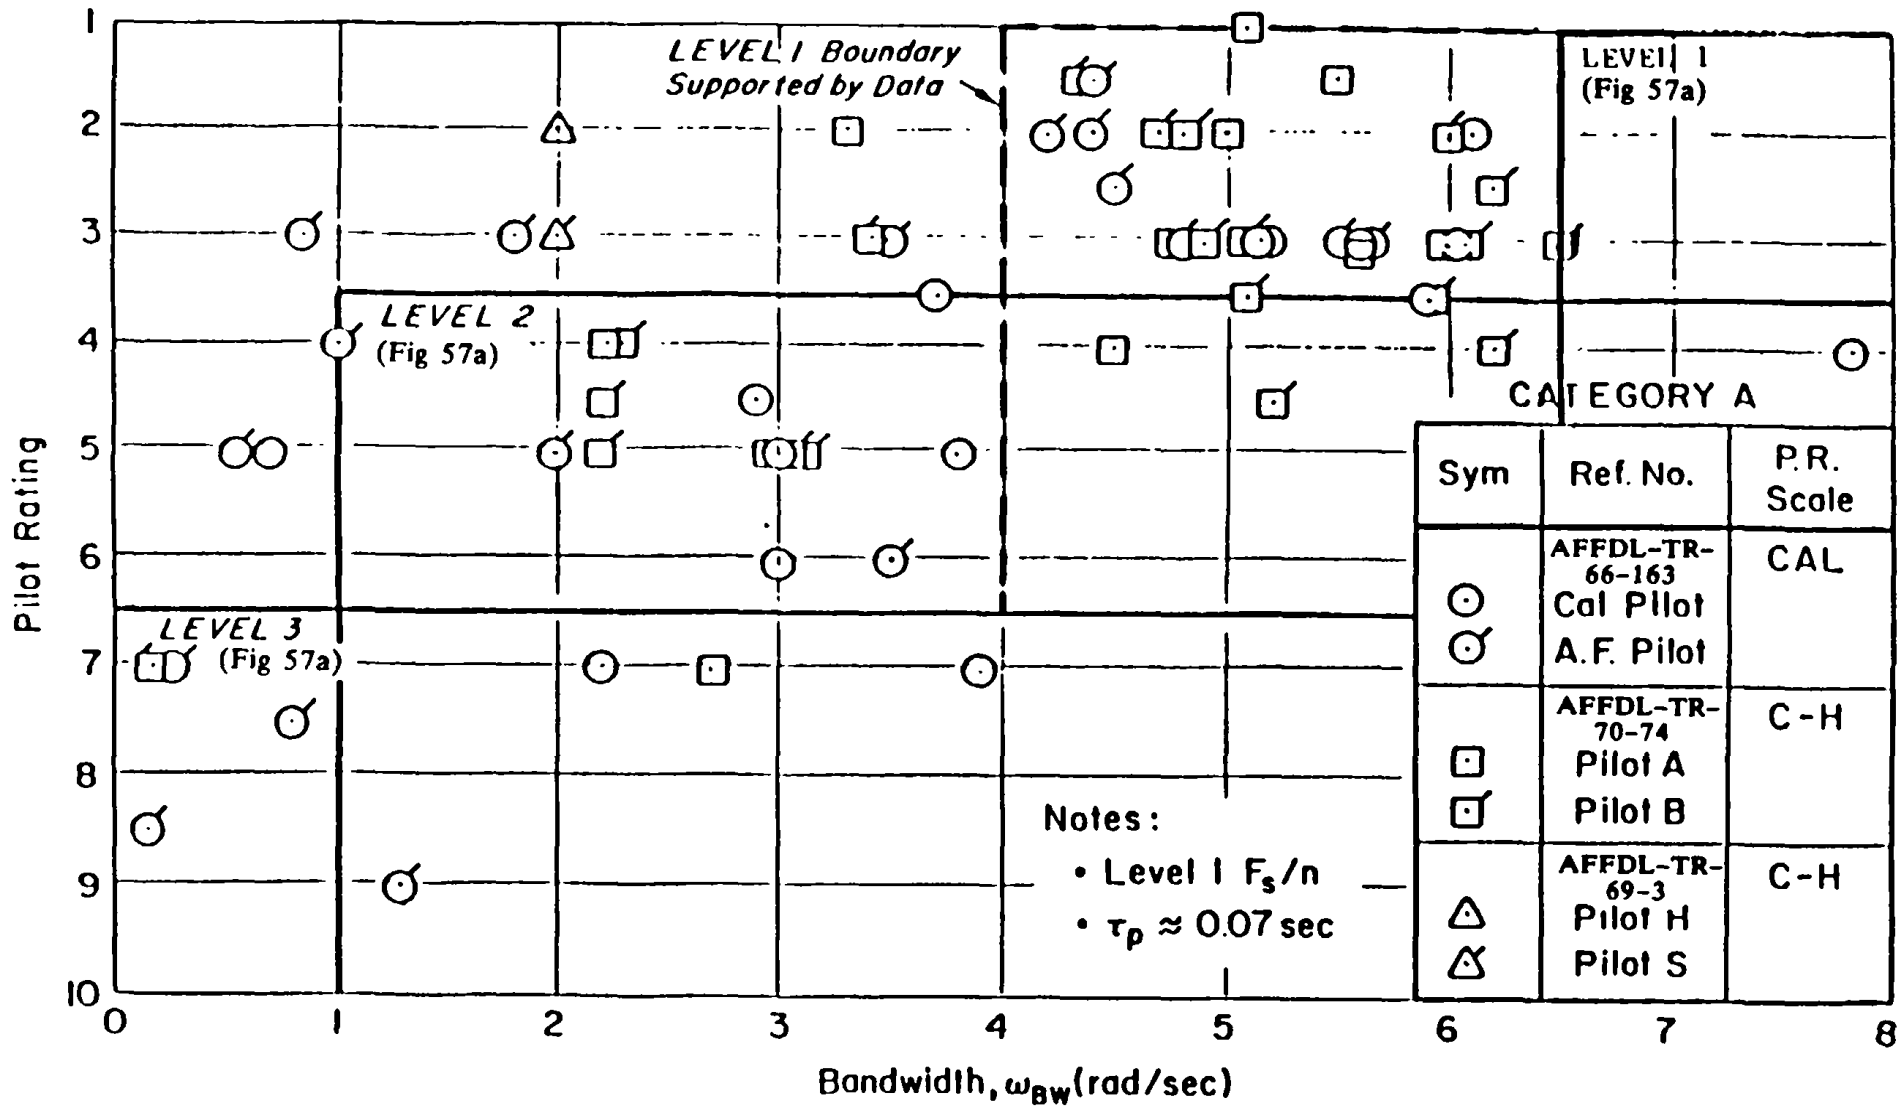 LEVEL 1 Boundary
Supported by Data
LEVEL 1
(Fig 57a)
LEVEL 2
(Fig 57a)
LEVEL 3
(Fig 57a)
Pilot Rating
1
2
3
4
5
6
7
8
9
10
0
1
2
3
4
5
6
7
8
Bandwidth, ωBW (rad/sec)
Notes:
• Level 1 Fs/n
• τp ≈ 0.07 sec
CATEGORY A
Sym Ref. No. P.R. Scale
AFFDL-TR-66-163 CAL
Cal Pilot
A.F. Pilot
AFFDL-TR-70-74 C-H
Pilot A
Pilot B
AFFDL-TR-69-3 C-H
Pilot H
Pilot S